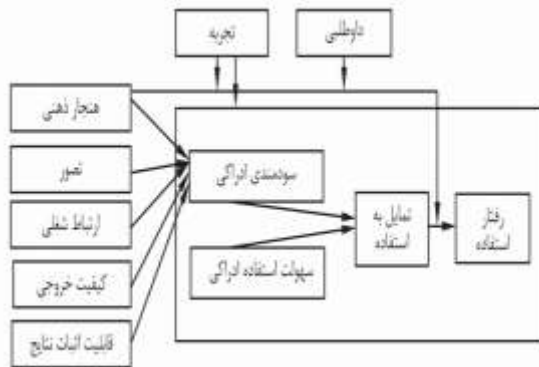 تجربه
داوطلبی
هنجار ذهنی
تصور
ارتباط شغلی
کیفیت خروجی
قابلیت اثبات نتایج
سودمندی ادراکی
سهولت استفاده ادراکی
تمایل به
استفاده
رفتار
استفاده